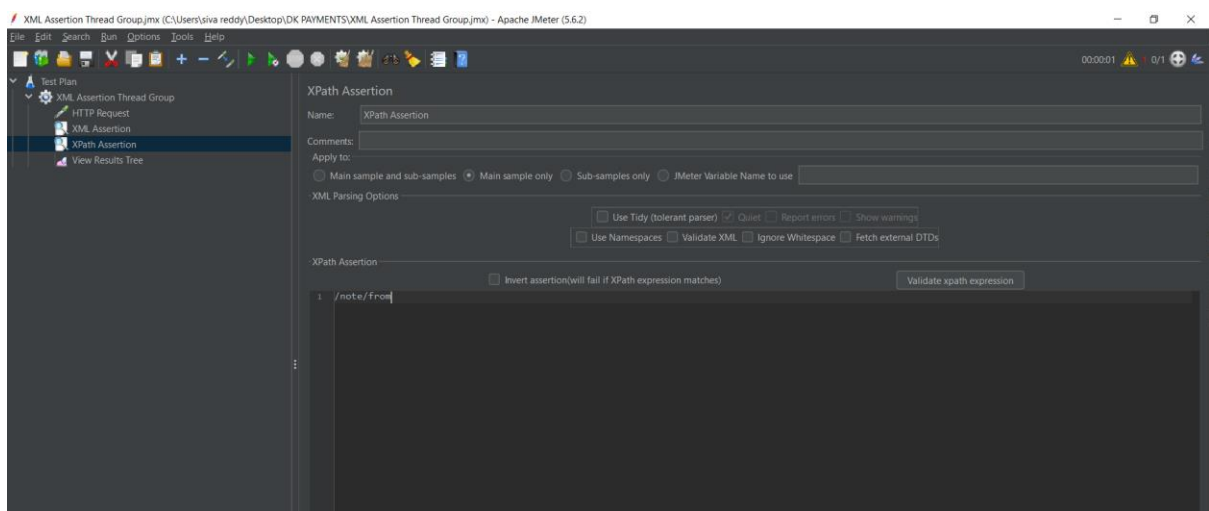 XML Assertion Thread Group.jmx (C:\Users\siva reddy\Desktop\DK PAYMENTS\XML Assertion Thread Group.jmx) - Apache JMeter (5.6.2)
File Edit Search Run Options Tools Help
00:00:01 0/1
Test Plan
XML Assertion Thread Group
HTTP Request
XML Assertion
XPath Assertion
View Results Tree
XPath Assertion
Name: XPath Assertion
Comments:
Apply to:
Main sample and sub-samples Main sample only Sub-samples only JMeter Variable Name to use
XML Parsing Options
Use Tidy (tolerant parser) Quiet Report errors Show warnings
Use Namespaces Validate XML Ignore Whitespace Fetch external DTDs
XPath Assertion
Invert assertion(will fail if XPath expression matches) Validate xpath expression
1 /note/from